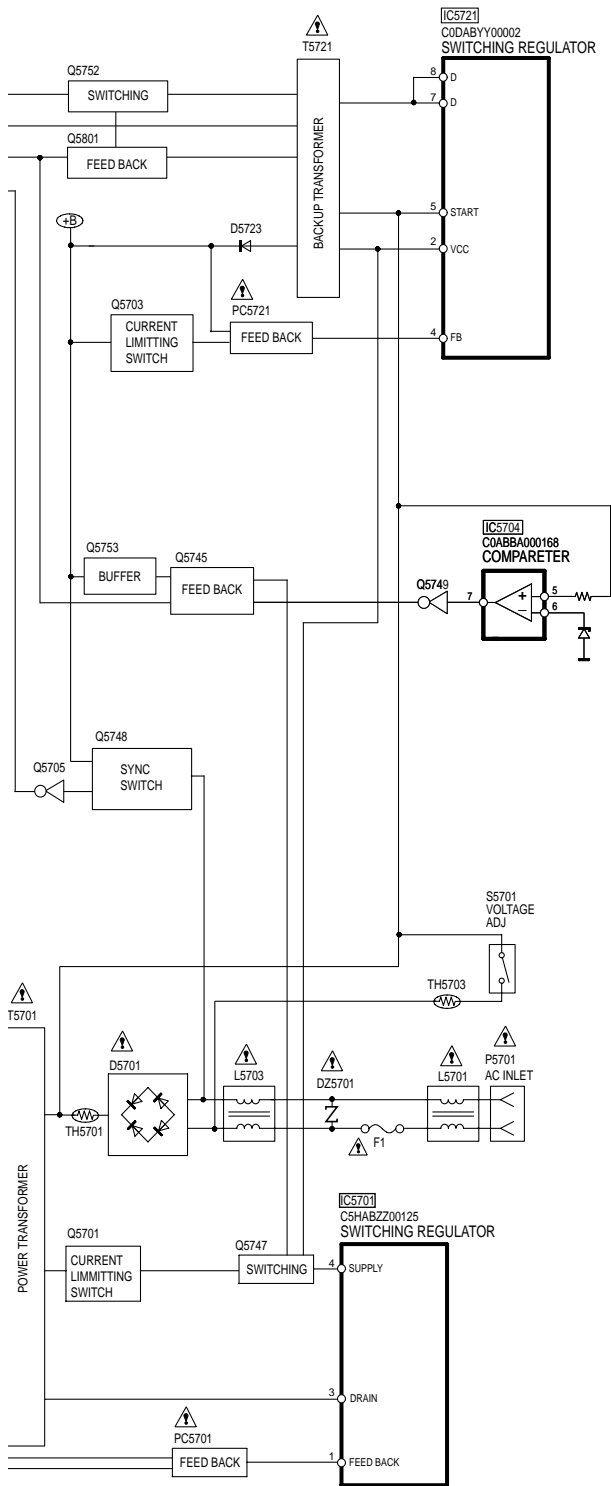 IC5721
C0DABYY00002
SWITCHING REGULATOR
T5721
Q5752
SWITCHING
Q5801
FEED BACK
BACKUP TRANSFORMER
8 D
7 D
5 START
2 VCC
4 FB
+B
D5723
Q5703
CURRENT
LIMITTING
SWITCH
PC5721
FEED BACK
IC5704
C0ABBA000168
COMPARETER
Q5753
BUFFER
Q5745
FEED BACK
Q5749
7
+
−
5
6
Q5748
SYNC
SWITCH
Q5705
S5701
VOLTAGE
ADJ
TH5703
T5701
D5701
L5703
DZ5701
L5701
P5701
AC INLET
TH5701
F1
POWER TRANSFORMER
IC5701
C5HABZZ00125
SWITCHING REGULATOR
Q5701
CURRENT
LIMMITTING
SWITCH
Q5747
SWITCHING
4 SUPPLY
3 DRAIN
PC5701
FEED BACK
1 FEED BACK